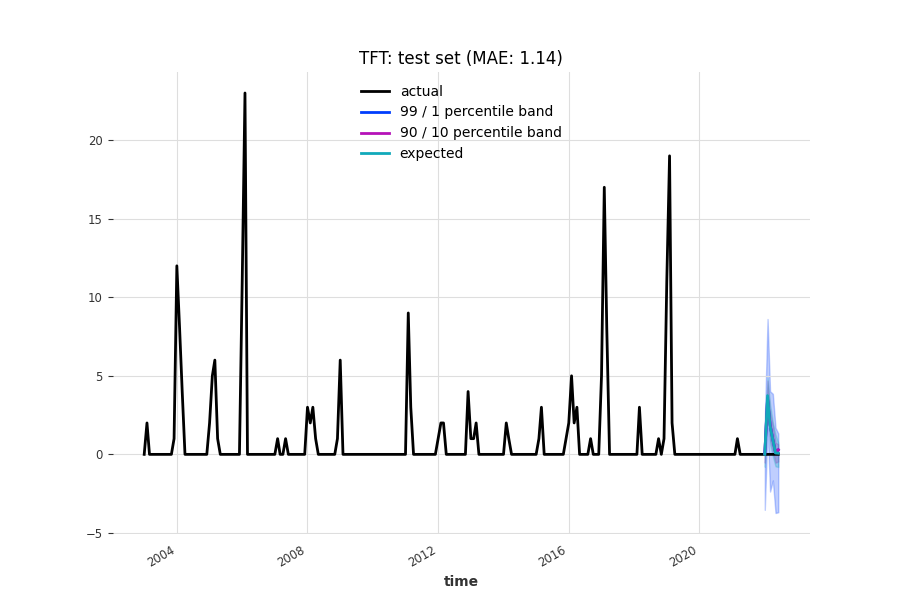 TFT: test set (MAE: 1.14)
actual
99 / 1 percentile band
90 / 10 percentile band
expected
20
15
10
5
0
−5
2004
2008
2012
2016
2020
time